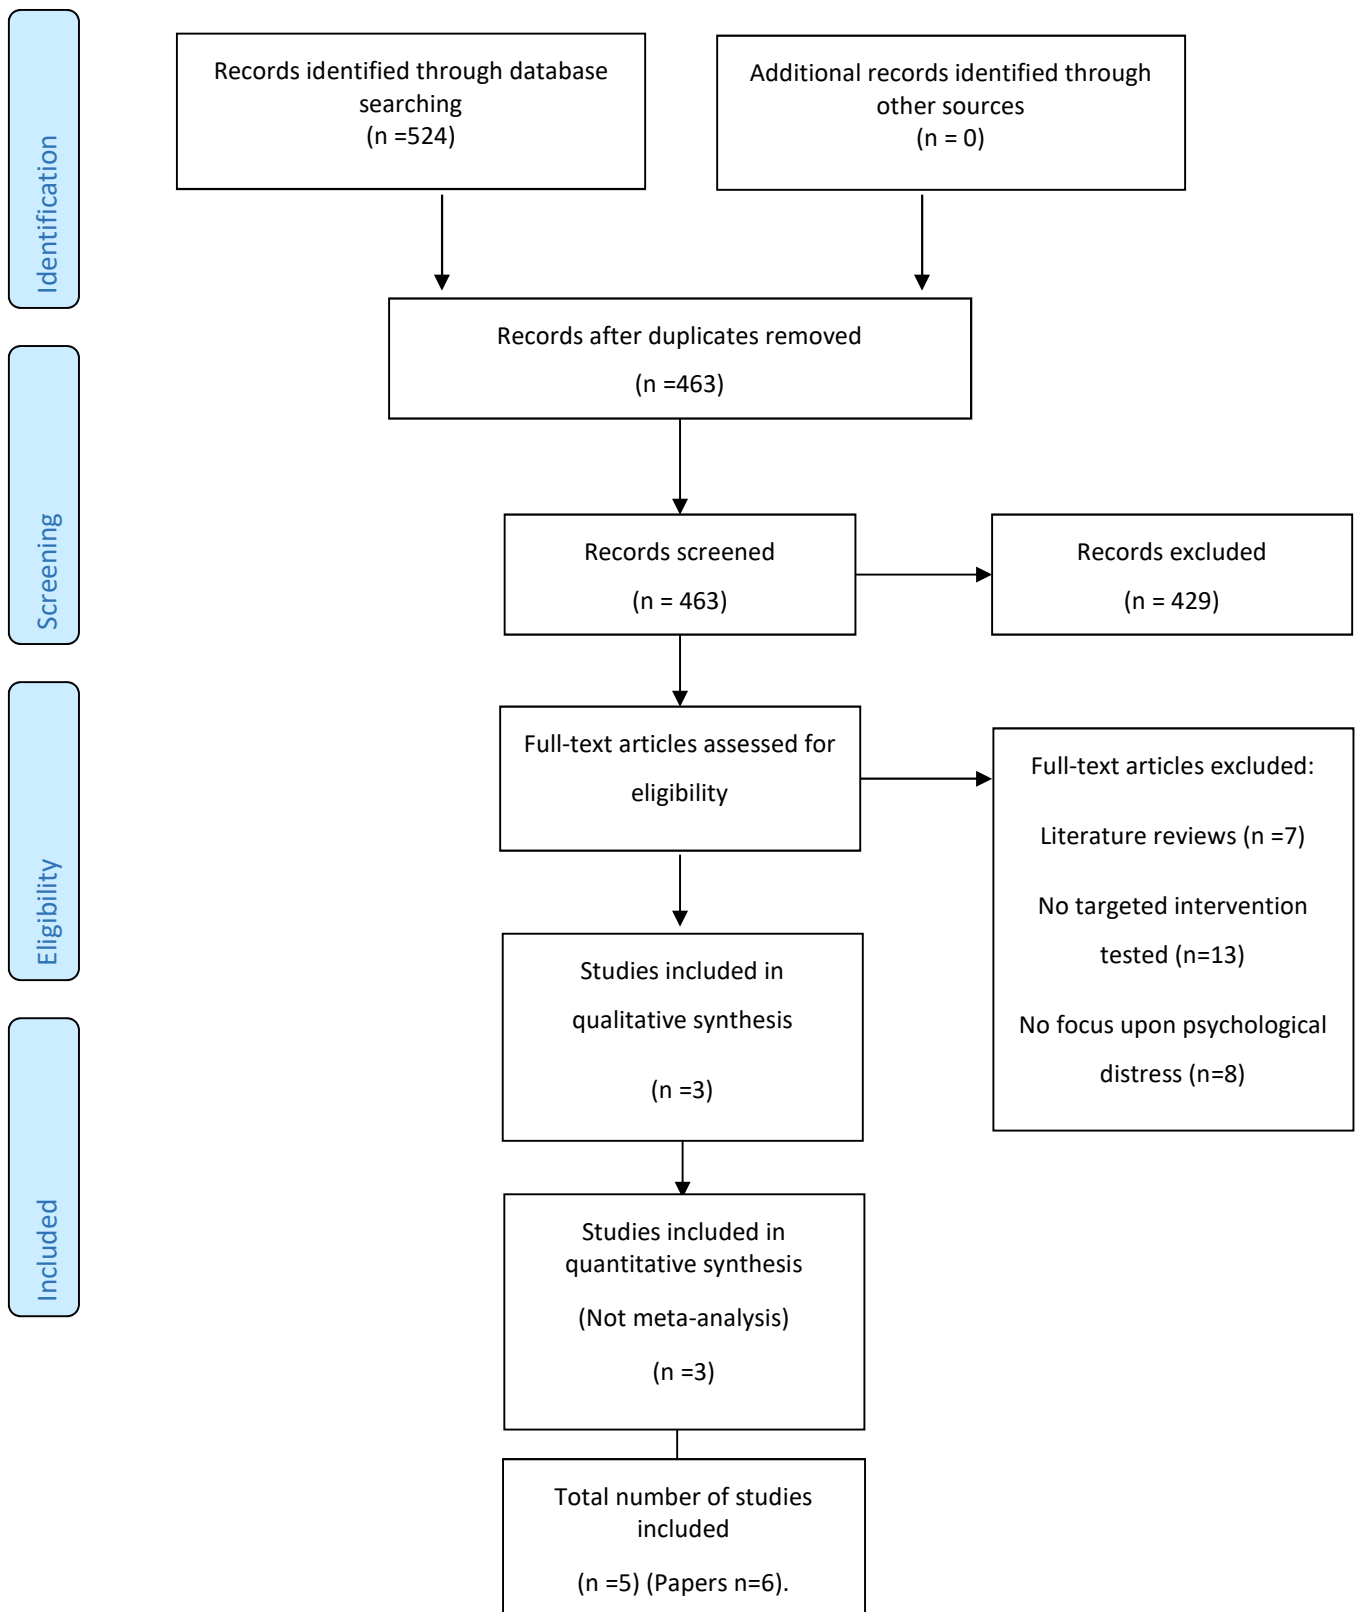 Identification
Records identified through database
searching
(n =524)
Additional records identified through
other sources
(n = 0)
Records after duplicates removed
(n =463)
Screening
Records screened
(n = 463)
Records excluded
(n = 429)
Eligibility
Full-text articles assessed for
eligibility
Full-text articles excluded:
Literature reviews (n =7)
No targeted intervention
tested (n=13)
No focus upon psychological
distress (n=8)
Studies included in
qualitative synthesis
(n =3)
Included
Studies included in
quantitative synthesis
(Not meta-analysis)
(n =3)
Total number of studies
included
(n =5) (Papers n=6).